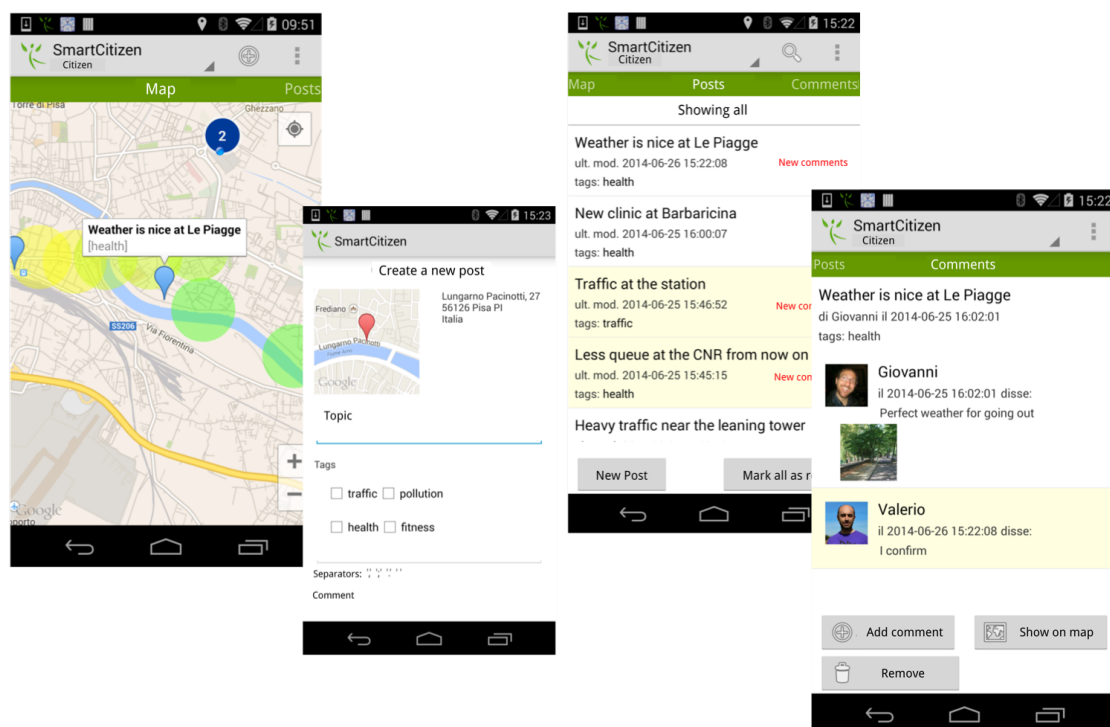 09:51
SmartCitizen
Citizen
Map
Posts
Torre di Pisa
Ghezzano
2
Weather is nice at Le Piagge
[health]
SS206
Via Fiorentina
+
−
Google
15:23
SmartCitizen
Create a new post
Frediano
Lungarno Pacinotti
Google
Lungarno Pacinotti, 27
56126 Pisa PI
Italia
Topic
Tags
traffic
pollution
health
fitness
Separators:
Comment
15:22
SmartCitizen
Citizen
Map
Posts
Comments
Showing all
Weather is nice at Le Piagge
ult. mod. 2014-06-26 15:22:08
New comments
tags: health
New clinic at Barbaricina
ult. mod. 2014-06-25 16:00:07
tags: health
Traffic at the station
ult. mod. 2014-06-25 15:46:52
New con
tags: traffic
Less queue at the CNR from now on
ult. mod. 2014-06-25 15:45:15
New com
tags: health
Heavy traffic near the leaning tower
New Post
Mark all as r
15:22
SmartCitizen
Citizen
Posts
Comments
Weather is nice at Le Piagge
di Giovanni il 2014-06-25 16:02:01
tags: health
Giovanni
il 2014-06-25 16:02:01 disse:
Perfect weather for going out
Valerio
il 2014-06-26 15:22:08 disse:
I confirm
Add comment
Show on map
Remove